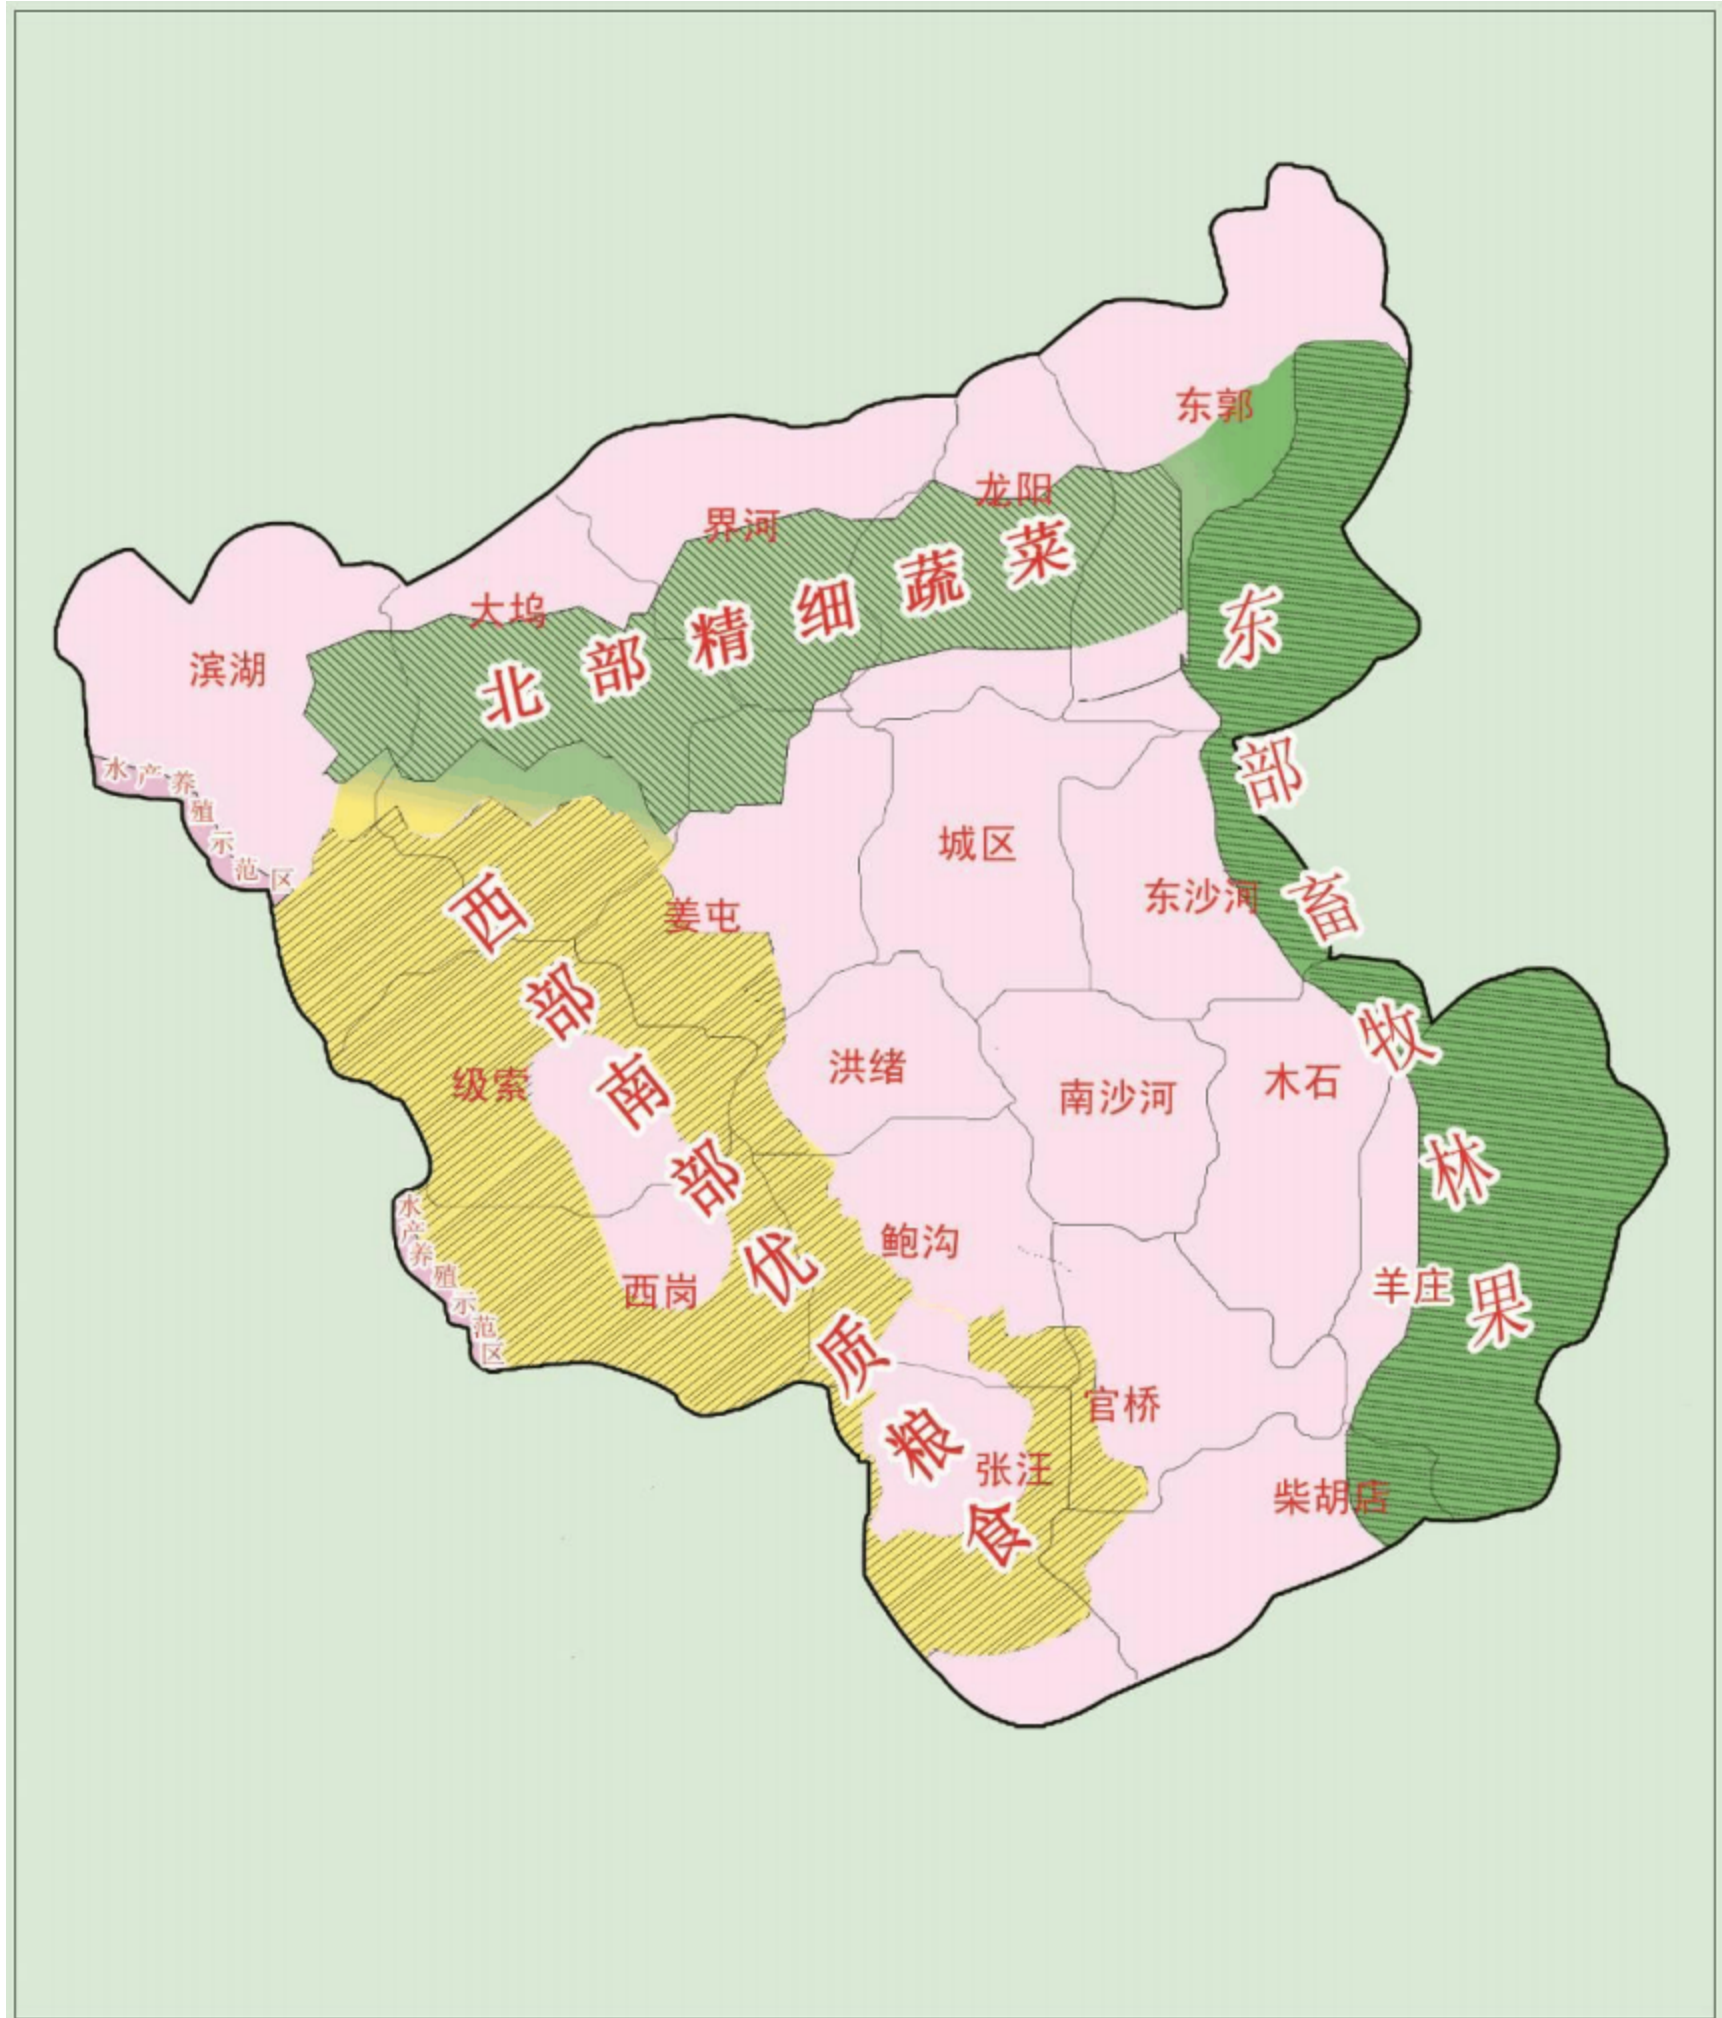 东郭
龙阳
界河
大坞
滨湖
北部精细蔬菜
东部畜牧林果
水产养殖示范区
城区
东沙河
姜屯
西部南部优质粮食
级索
洪绪
南沙河
木石
水产养殖示范区
鲍沟
西岗
羊庄
官桥
张汪
柴胡店